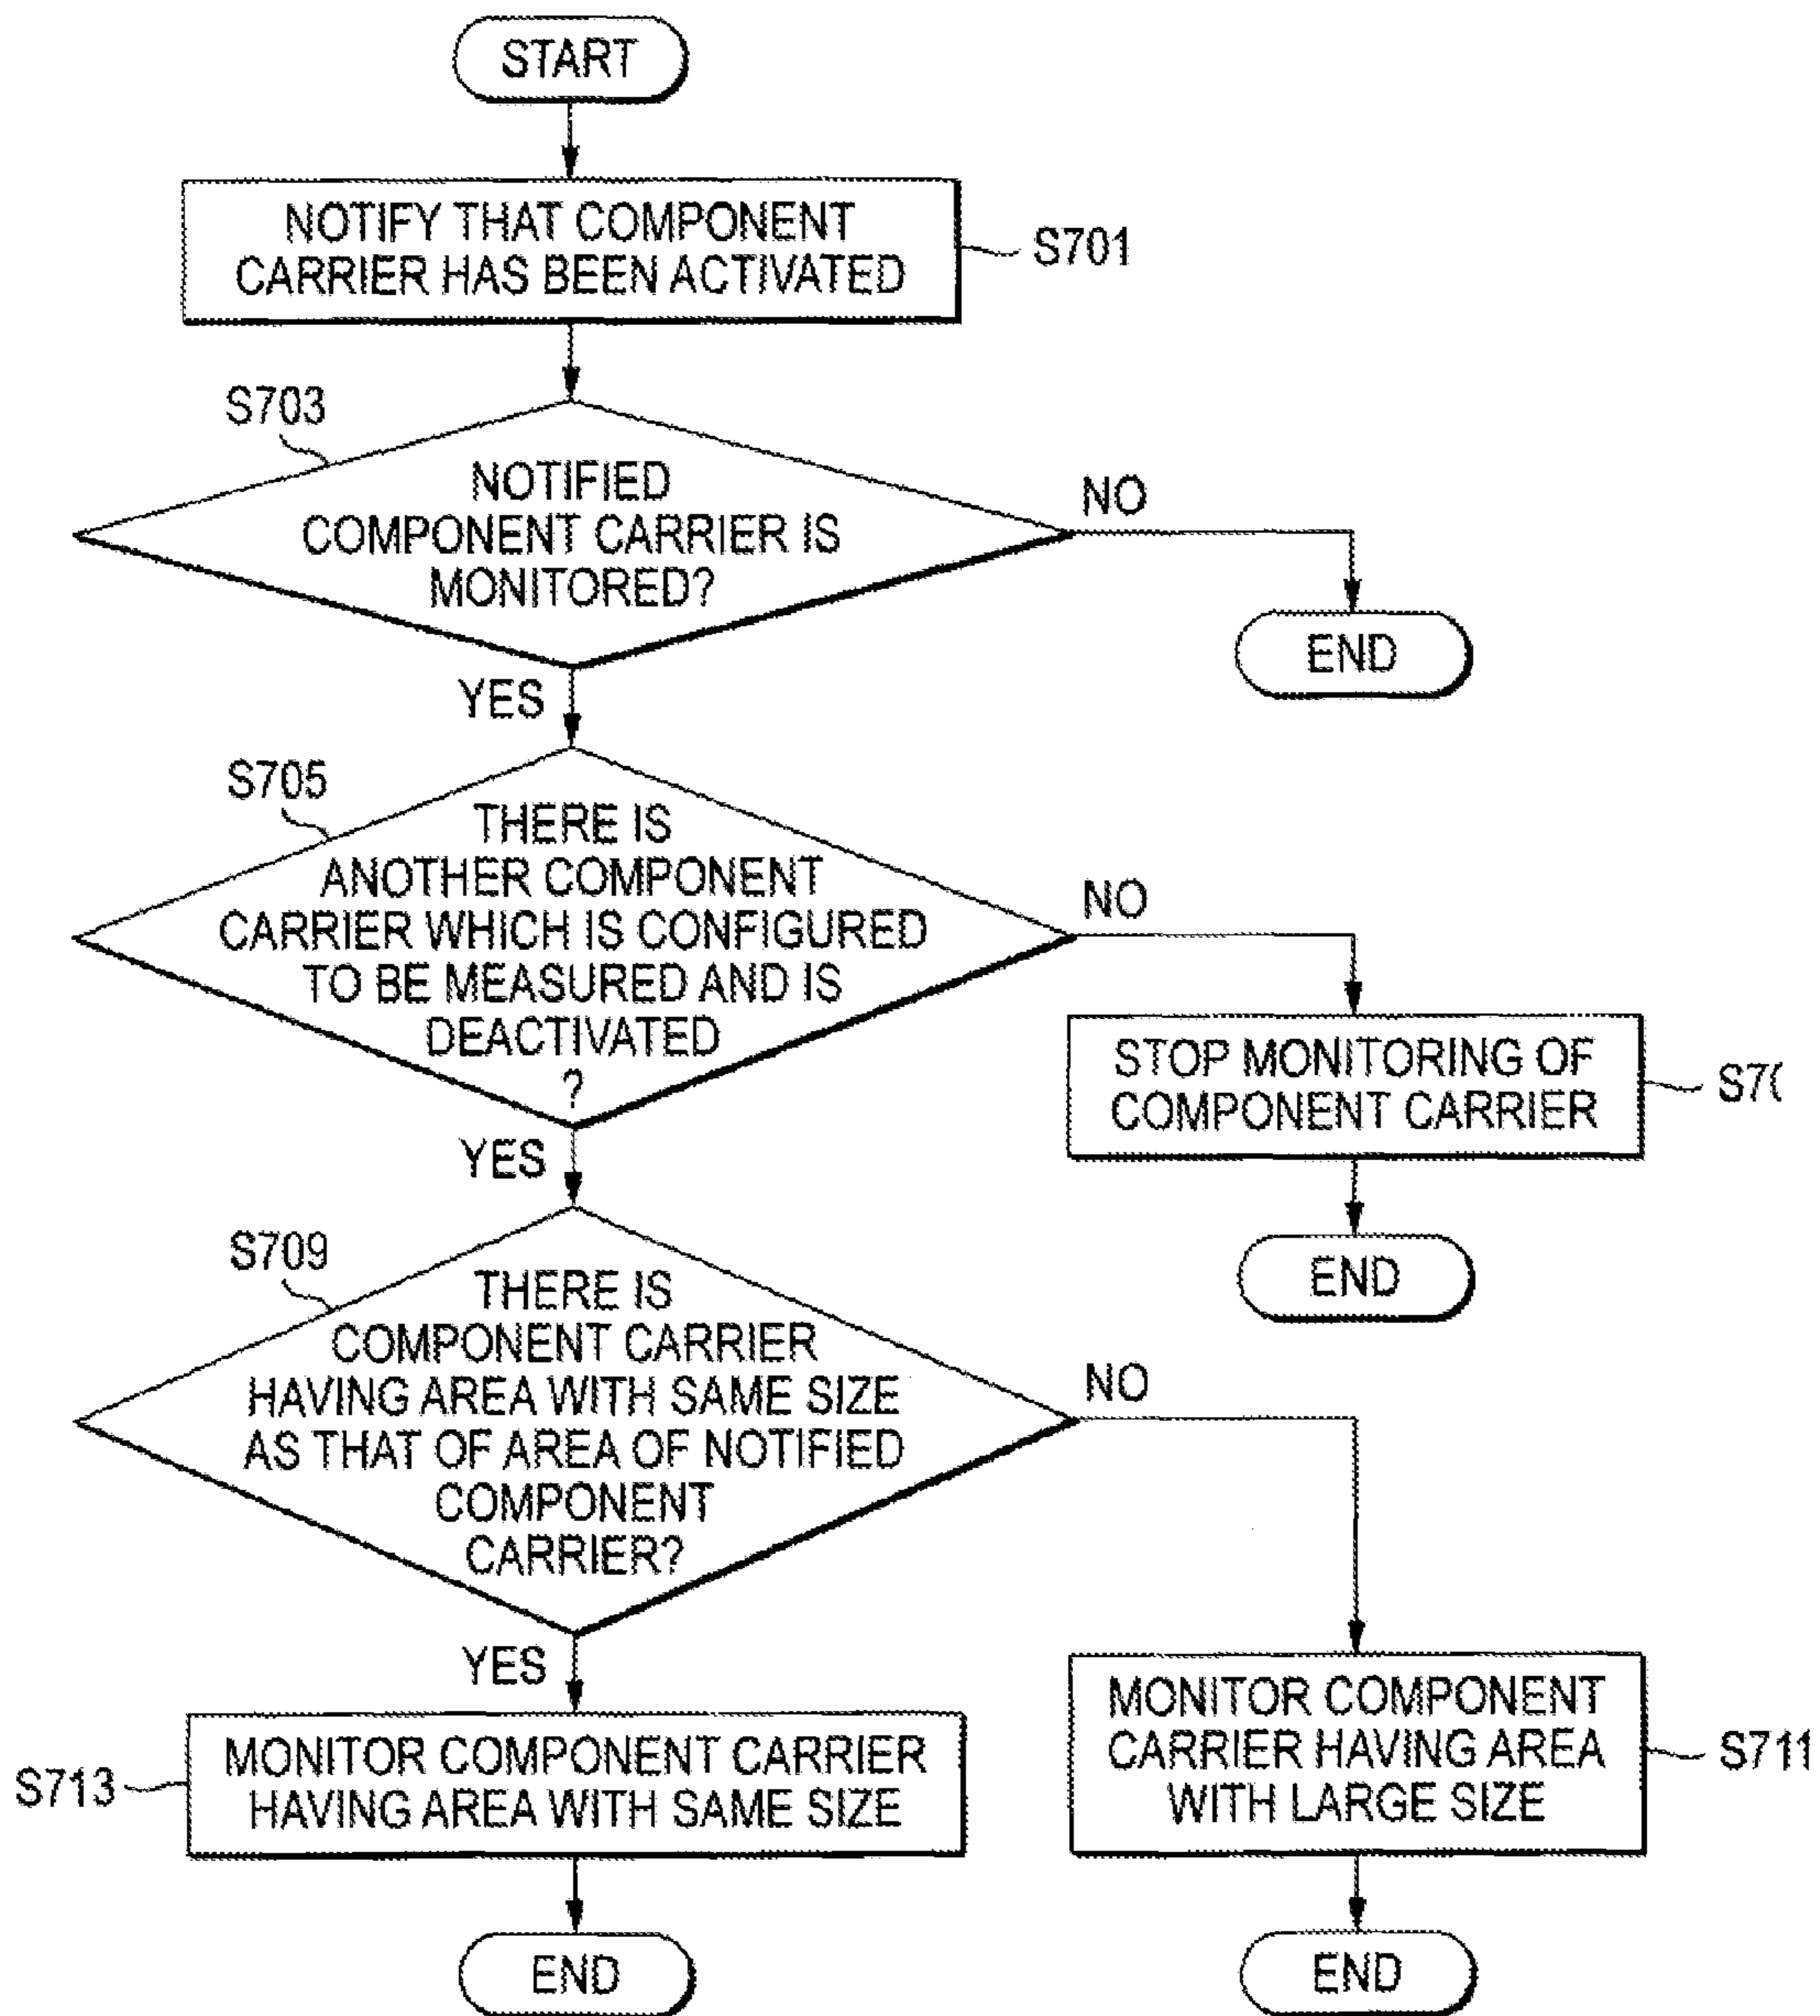 START
NOTIFY THAT COMPONENT
CARRIER HAS BEEN ACTIVATED
S701
S703
NOTIFIED
COMPONENT CARRIER IS
MONITORED?
NO
END
YES
S705
THERE IS
ANOTHER COMPONENT
CARRIER WHICH IS CONFIGURED
TO BE MEASURED AND IS
DEACTIVATED
?
NO
STOP MONITORING OF
COMPONENT CARRIER
END
YES
S709
THERE IS
COMPONENT CARRIER
HAVING AREA WITH SAME SIZE
AS THAT OF AREA OF NOTIFIED
COMPONENT
CARRIER?
NO
YES
S713
MONITOR COMPONENT CARRIER
HAVING AREA WITH SAME SIZE
END
MONITOR COMPONENT
CARRIER HAVING AREA
WITH LARGE SIZE
S711
END